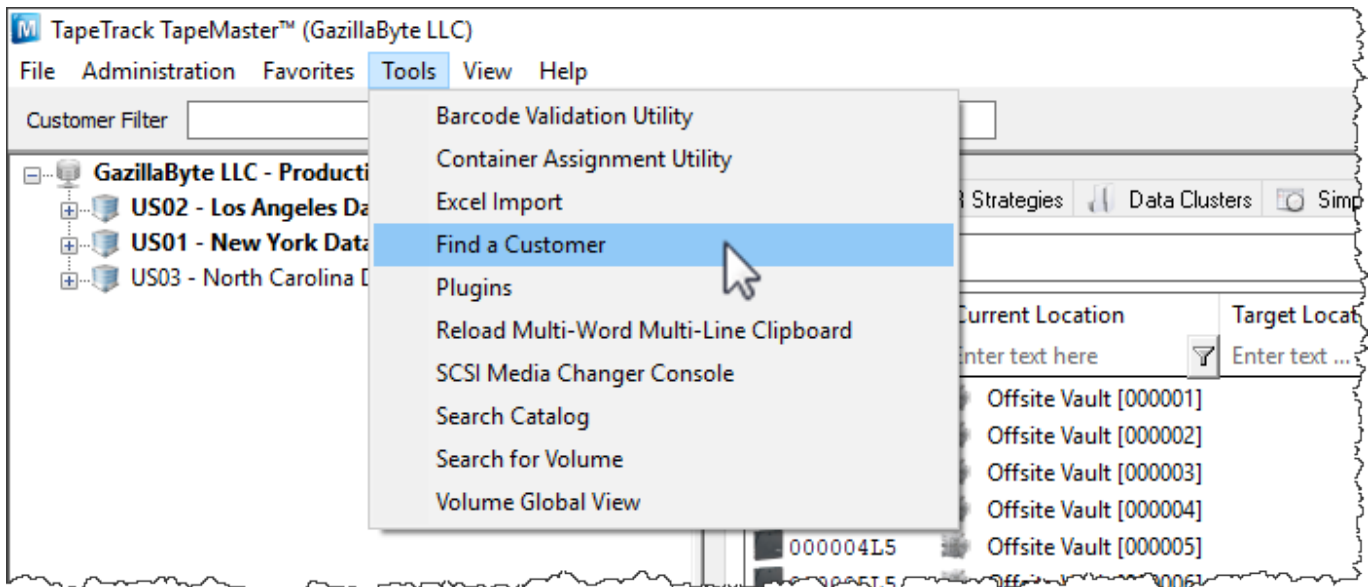 TapeTrack TapeMaster™ (GazillaByte LLC)
File Administration Favorites Tools View Help
Customer Filter
Barcode Validation Utility
Container Assignment Utility
Excel Import
Find a Customer
Plugins
Reload Multi-Word Multi-Line Clipboard
SCSI Media Changer Console
Search Catalog
Search for Volume
Volume Global View
GazillaByte LLC - Producti
US02 - Los Angeles Da
US01 - New York Data
US03 - North Carolina
Strategies Data Clusters Simp
Current Location Target Locat
Enter text here Enter text ...
Offsite Vault [000001]
Offsite Vault [000002]
Offsite Vault [000003]
Offsite Vault [000004]
000004L5 Offsite Vault [000005]